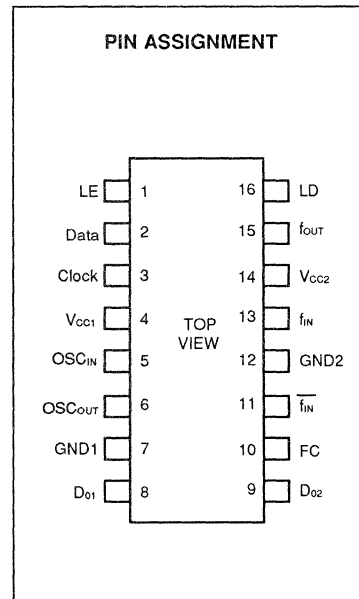 PIN ASSIGNMENT
LE 1 16 LD
Data 2 15 fOUT
Clock 3 14 VCC2
VCC1 4 13 fIN
TOP
VIEW
OSCIN 5 12 GND2
OSCOUT 6 11 f̅I̅N̅
GND1 7 10 FC
D01 8 9 D02